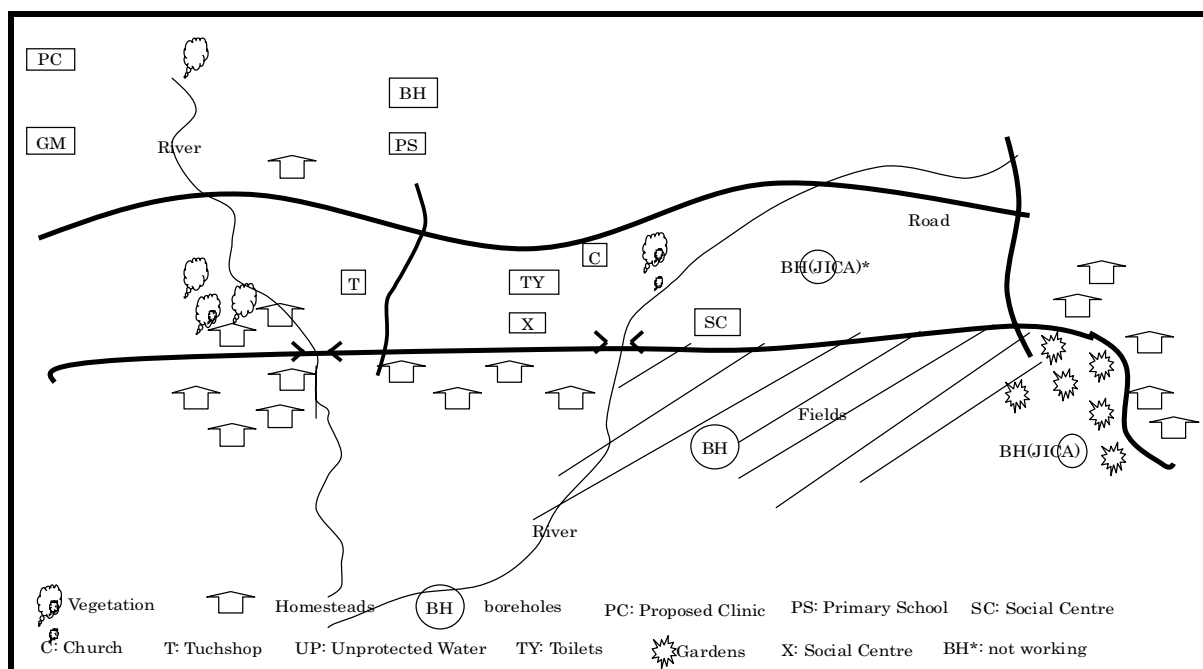 PC
BH
GM
River
PS
Road
C
BH(JICA)*
T
TY
X
SC
Fields
BH
BH(JICA)
River
Vegetation
Homesteads
BH
boreholes
PC: Proposed Clinic
PS: Primary School
SC: Social Centre
C: Church
T: Tuchshop
UP: Unprotected Water
TY: Toilets
Gardens
X: Social Centre
BH*: not working